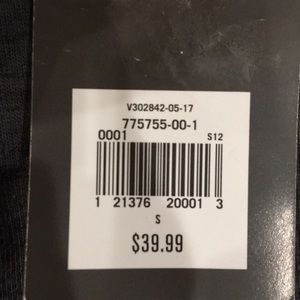 V302842-05-17
775755-00-1
0001 S12
1 21376 20001 3
S
$39.99